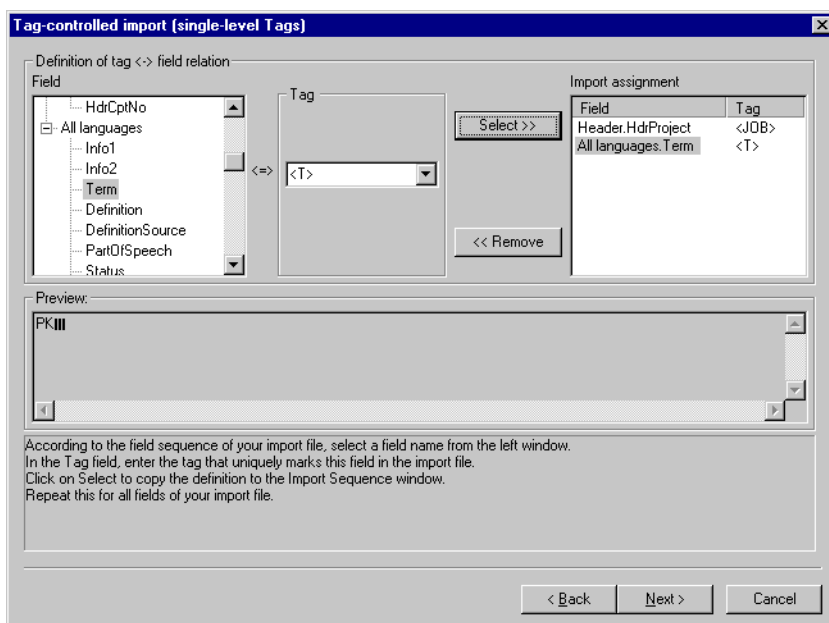 Tag-controlled import (single-level Tags)
Definition of tag <-> field relation
Field
HdrCptNo
All languages
Info1
Info2
Term
Definition
DefinitionSource
PartOfSpeech
Status
<=>
Tag
<T>
Select >>
<< Remove
Import assignment
Field Tag
Header.HdrProject <JOB>
All languages.Term <T>
Preview:
PK
According to the field sequence of your import file, select a field name from the left window.
In the Tag field, enter the tag that uniquely marks this field in the import file.
Click on Select to copy the definition to the Import Sequence window.
Repeat this for all fields of your import file.
< Back
Next >
Cancel